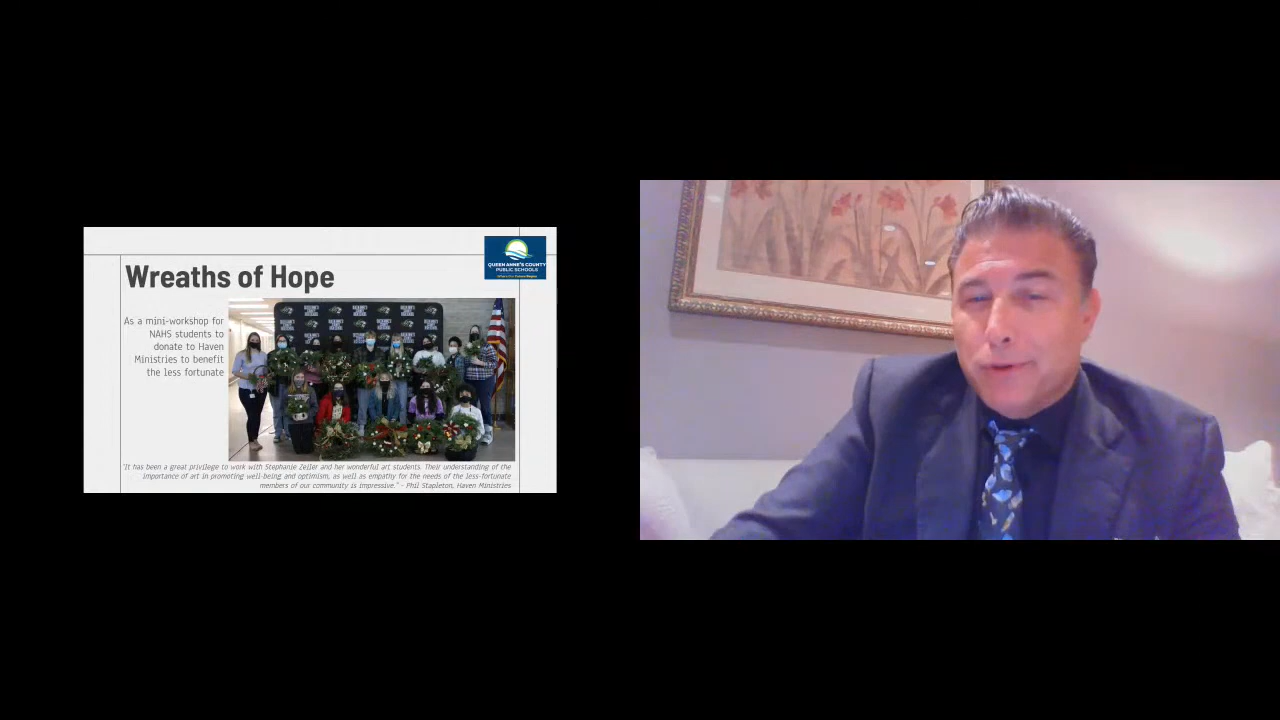 QUEEN ANNE'S COUNTY
PUBLIC SCHOOLS
Wreaths of Hope
As a mini-workshop for
NAHS students to
donate to Haven
Ministries to benefit
the less fortunate
"It has been a great privilege to work with Stephanie Zeiler and her wonderful art students. Their understanding of the
importance of art in promoting well-being and optimism, as well as empathy for the needs of the less-fortunate
members of our community is impressive." - Phil Stapleton, Haven Ministries